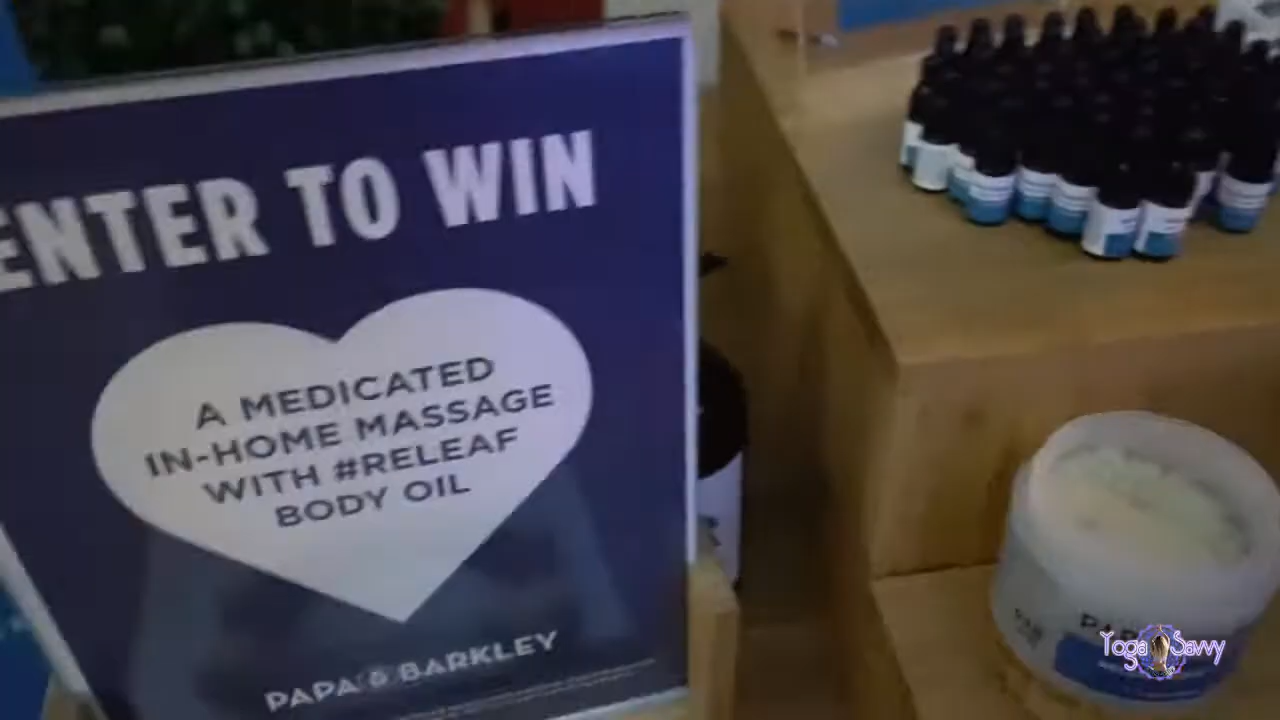 ENTER TO WIN
A MEDICATED
IN-HOME MASSAGE
WITH #RELEAF
BODY OIL
PAPA & BARKLEY
Yoga Savvy